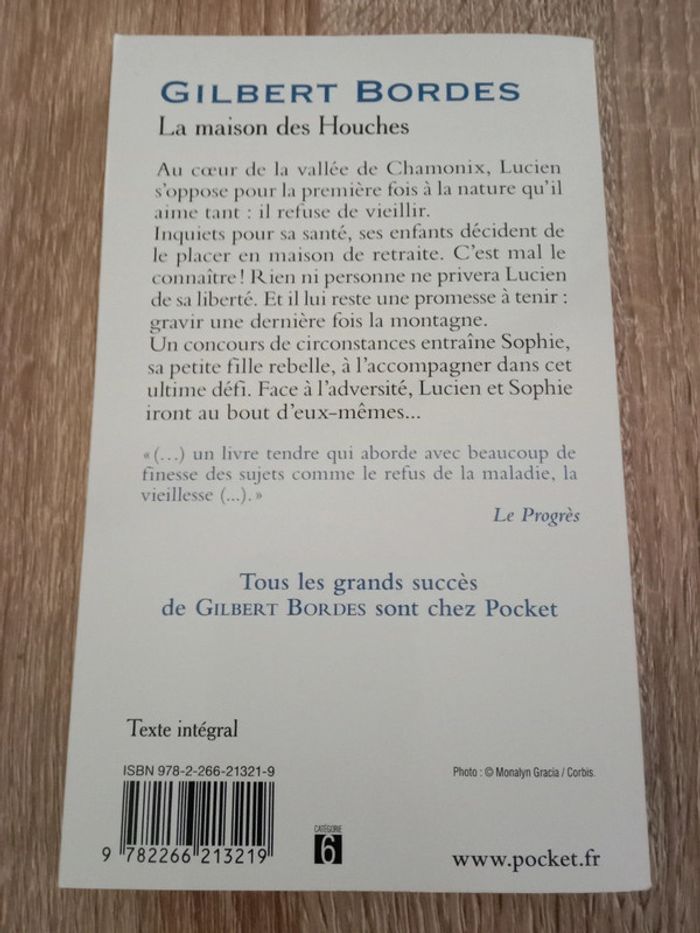 GILBERT BORDES
La maison des Houches
Au cœur de la vallée de Chamonix, Lucien
s'oppose pour la première fois à la nature qu'il
aime tant : il refuse de vieillir.
Inquiets pour sa santé, ses enfants décident de
le placer en maison de retraite. C'est mal le
connaître ! Rien ni personne ne privera Lucien
de sa liberté. Et il lui reste une promesse à tenir :
gravir une dernière fois la montagne.
Un concours de circonstances entraîne Sophie,
sa petite fille rebelle, à l'accompagner dans cet
ultime défi. Face à l'adversité, Lucien et Sophie
iront au bout d'eux-mêmes...
« (...) un livre tendre qui aborde avec beaucoup de
finesse des sujets comme le refus de la maladie, la
vieillesse (...). »
Le Progrès
Tous les grands succès
de GILBERT BORDES sont chez Pocket
Texte intégral
ISBN 978-2-266-21321-9
Photo : © Monalyn Gracia / Corbis.
CATÉGORIE
6
9 782266 213219
www.pocket.fr